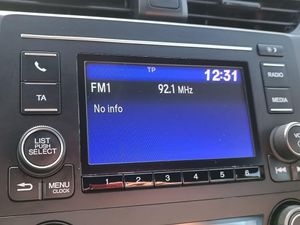 TP
12:31
FM1 92.1 MHz
No info
RADIO
TA
MEDIA
LIST
PUSH
SELECT
VO
MENU
CLOCK
1 2 3 4 5 6